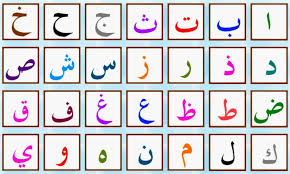 ا ب ت ث ج ح خ
د ذ ر ز س ش ص
ض ط ظ ع غ ف ق
ك ل م ن ه و ي